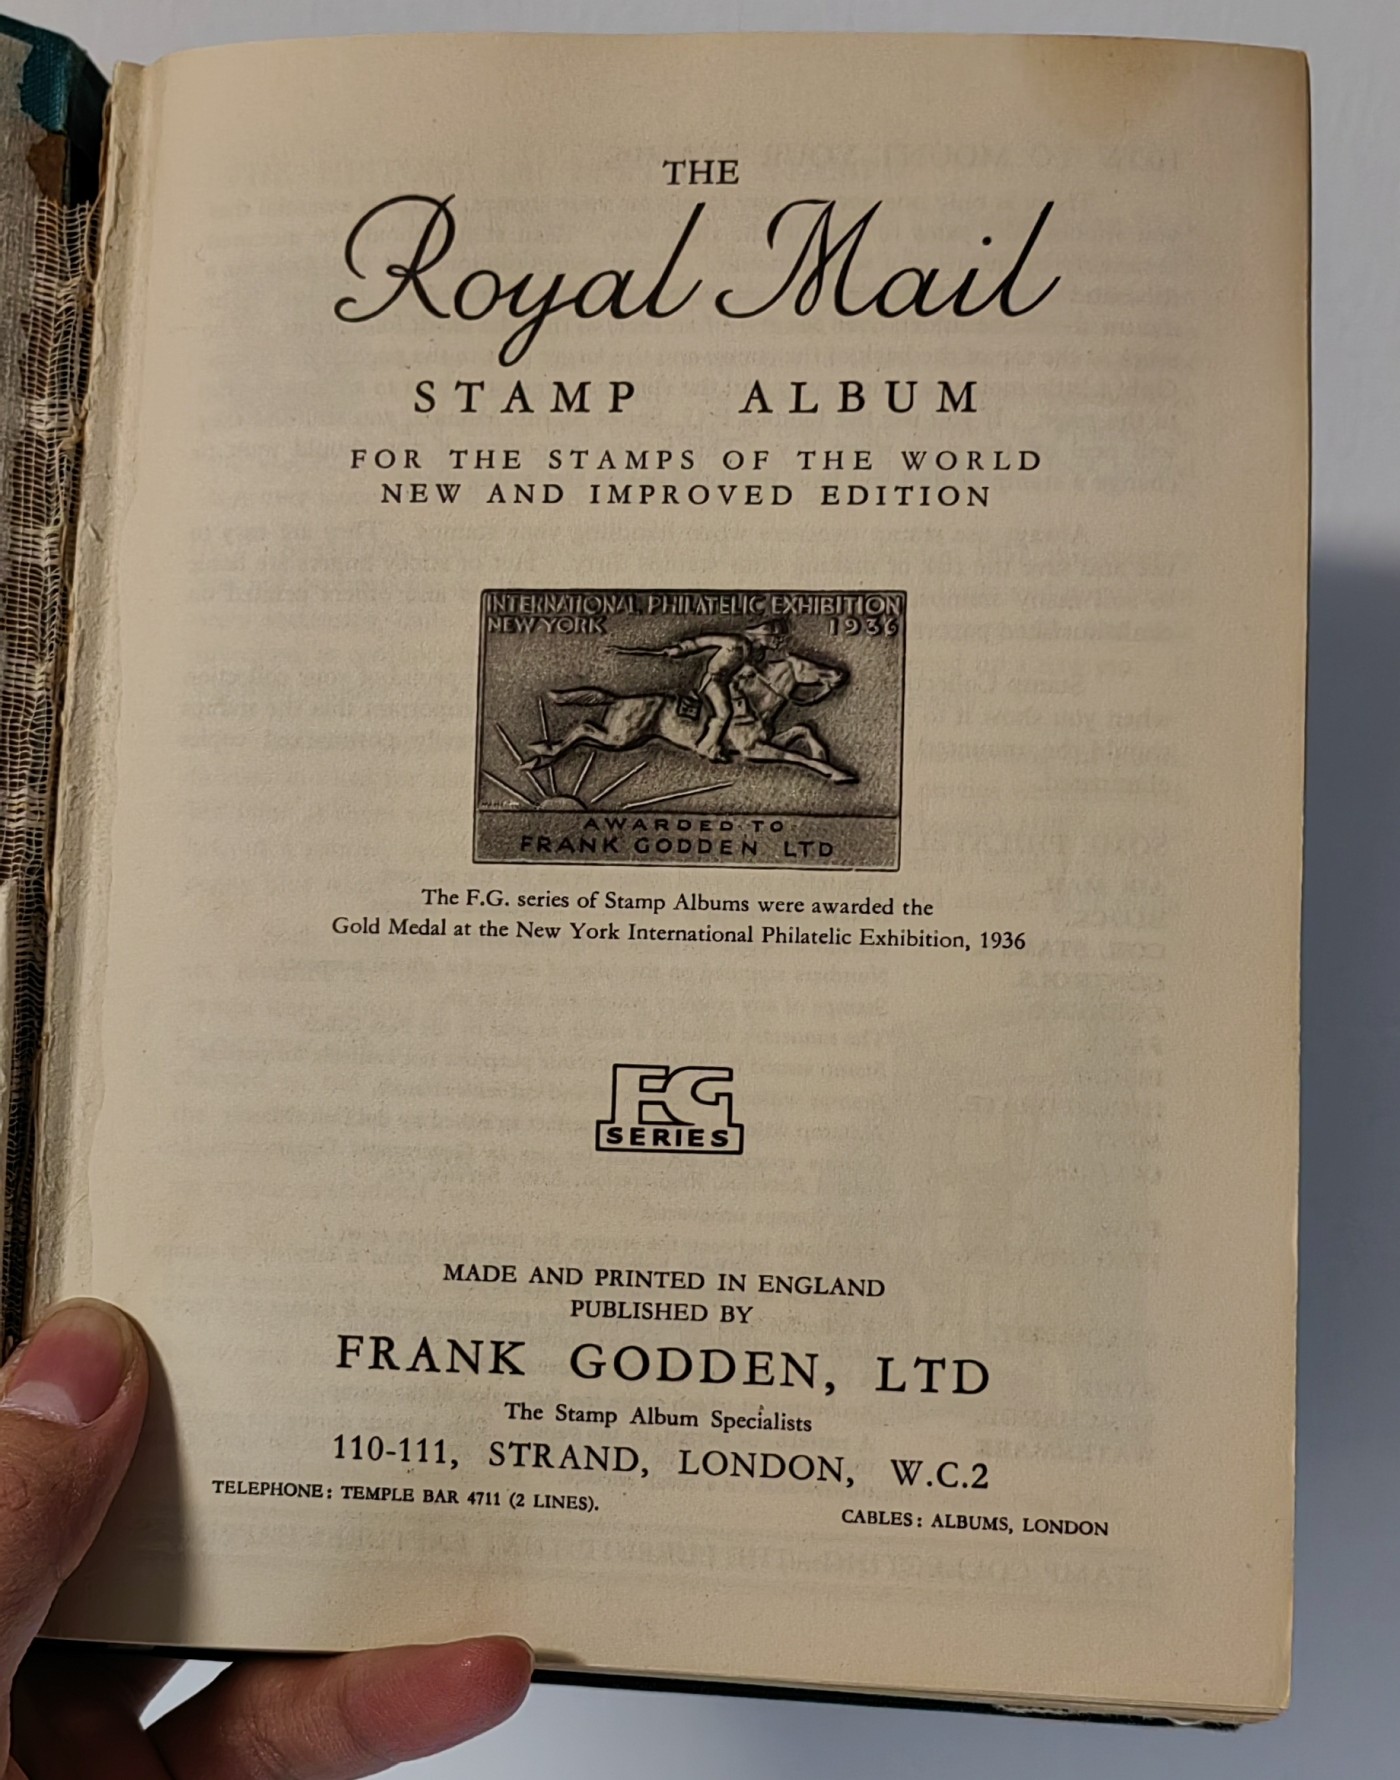 THE
Royal Mail
STAMP ALBUM
FOR THE STAMPS OF THE WORLD
NEW AND IMPROVED EDITION
INTERNATIONAL PHILATELIC EXHIBITION
NEW YORK 1936
AWARDED TO
FRANK GODDEN LTD
The F.G. series of Stamp Albums were awarded the
Gold Medal at the New York International Philatelic Exhibition, 1936
FG
SERIES
MADE AND PRINTED IN ENGLAND
PUBLISHED BY
FRANK GODDEN, LTD
The Stamp Album Specialists
110-111, STRAND, LONDON, W.C.2
TELEPHONE: TEMPLE BAR 4711 (2 LINES).
CABLES: ALBUMS, LONDON